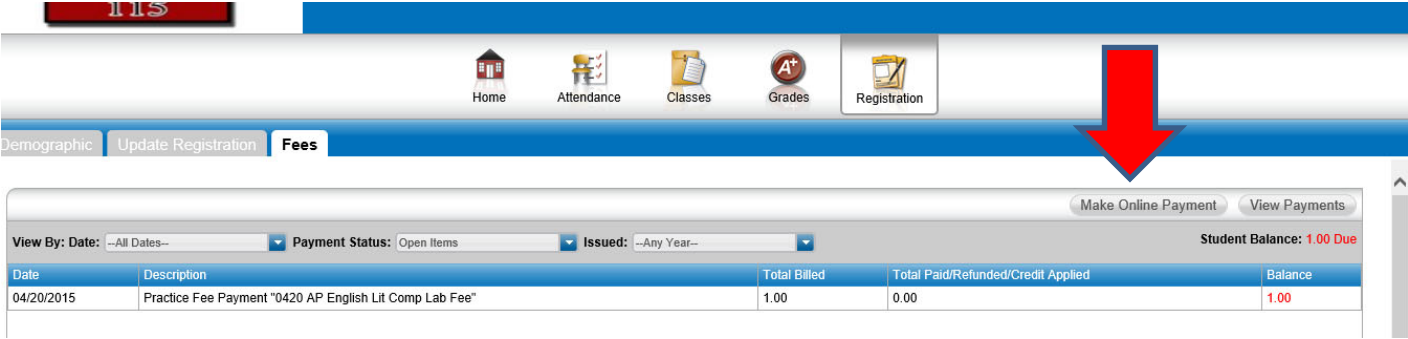 Home Attendance Classes Grades Registration
Demographic Update Registration Fees
Make Online Payment View Payments
View By: Date: --All Dates-- Payment Status: Open Items Issued: --Any Year-- Student Balance: 1.00 Due
Date Description Total Billed Total Paid/Refunded/Credit Applied Balance
04/20/2015 Practice Fee Payment "0420 AP English Lit Comp Lab Fee" 1.00 0.00 1.00